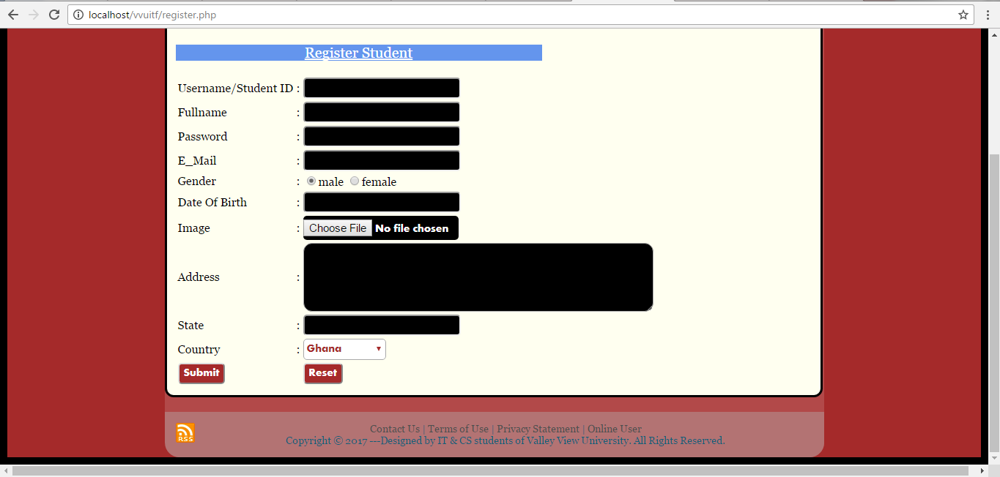 localhost/vvuitf/register.php
Register Student
Username/Student ID :
Fullname :
Password :
E_Mail :
Gender : male female
Date Of Birth :
Image : Choose File No file chosen
Address :
State :
Country : Ghana
Submit Reset
RSS
Contact Us | Terms of Use | Privacy Statement | Online User
Copyright © 2017 ---Designed by IT & CS students of Valley View University. All Rights Reserved.